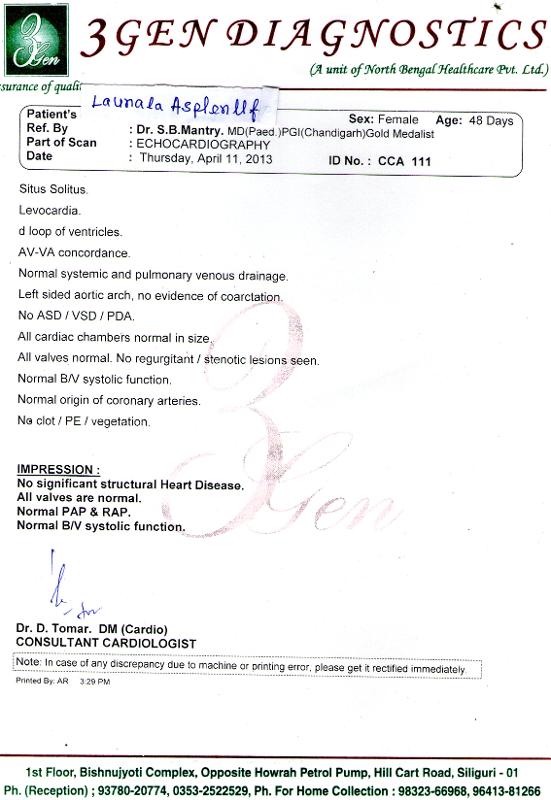 3 Gen
3GEN DIAGNOSTICS
(A unit of North Bengal Healthcare Pvt. Ltd.)
surance of quali
Patient's
Sex: Female Age: 48 Days
Ref. By : Dr. S.B.Mantry. MD(Paed.)PGI(Chandigarh)Gold Medalist
Part of Scan : ECHOCARDIOGRAPHY
Date : Thursday, April 11, 2013 ID No. : CCA 111
Situs Solitus.
Levocardia.
d loop of ventricles.
AV-VA concordance.
Normal systemic and pulmonary venous drainage.
Left sided aortic arch, no evidence of coarctation.
No ASD / VSD / PDA.
All cardiac chambers normal in size.
All valves normal. No regurgitant / stenotic lesions seen.
Normal B/V systolic function.
Normal origin of coronary arteries.
No clot / PE / vegetation.
3 Gen
IMPRESSION :
No significant structural Heart Disease.
All valves are normal.
Normal PAP & RAP.
Normal B/V systolic function.
Dr. D. Tomar. DM (Cardio)
CONSULTANT CARDIOLOGIST
Note: In case of any discrepancy due to machine or printing error, please get it rectified immediately.
Printed By: AR 3:29 PM
1st Floor, Bishnujyoti Complex, Opposite Howrah Petrol Pump, Hill Cart Road, Siliguri - 01
Ph. (Reception) ; 93780-20774, 0353-2522529, Ph. For Home Collection : 98323-66968, 96413-81266